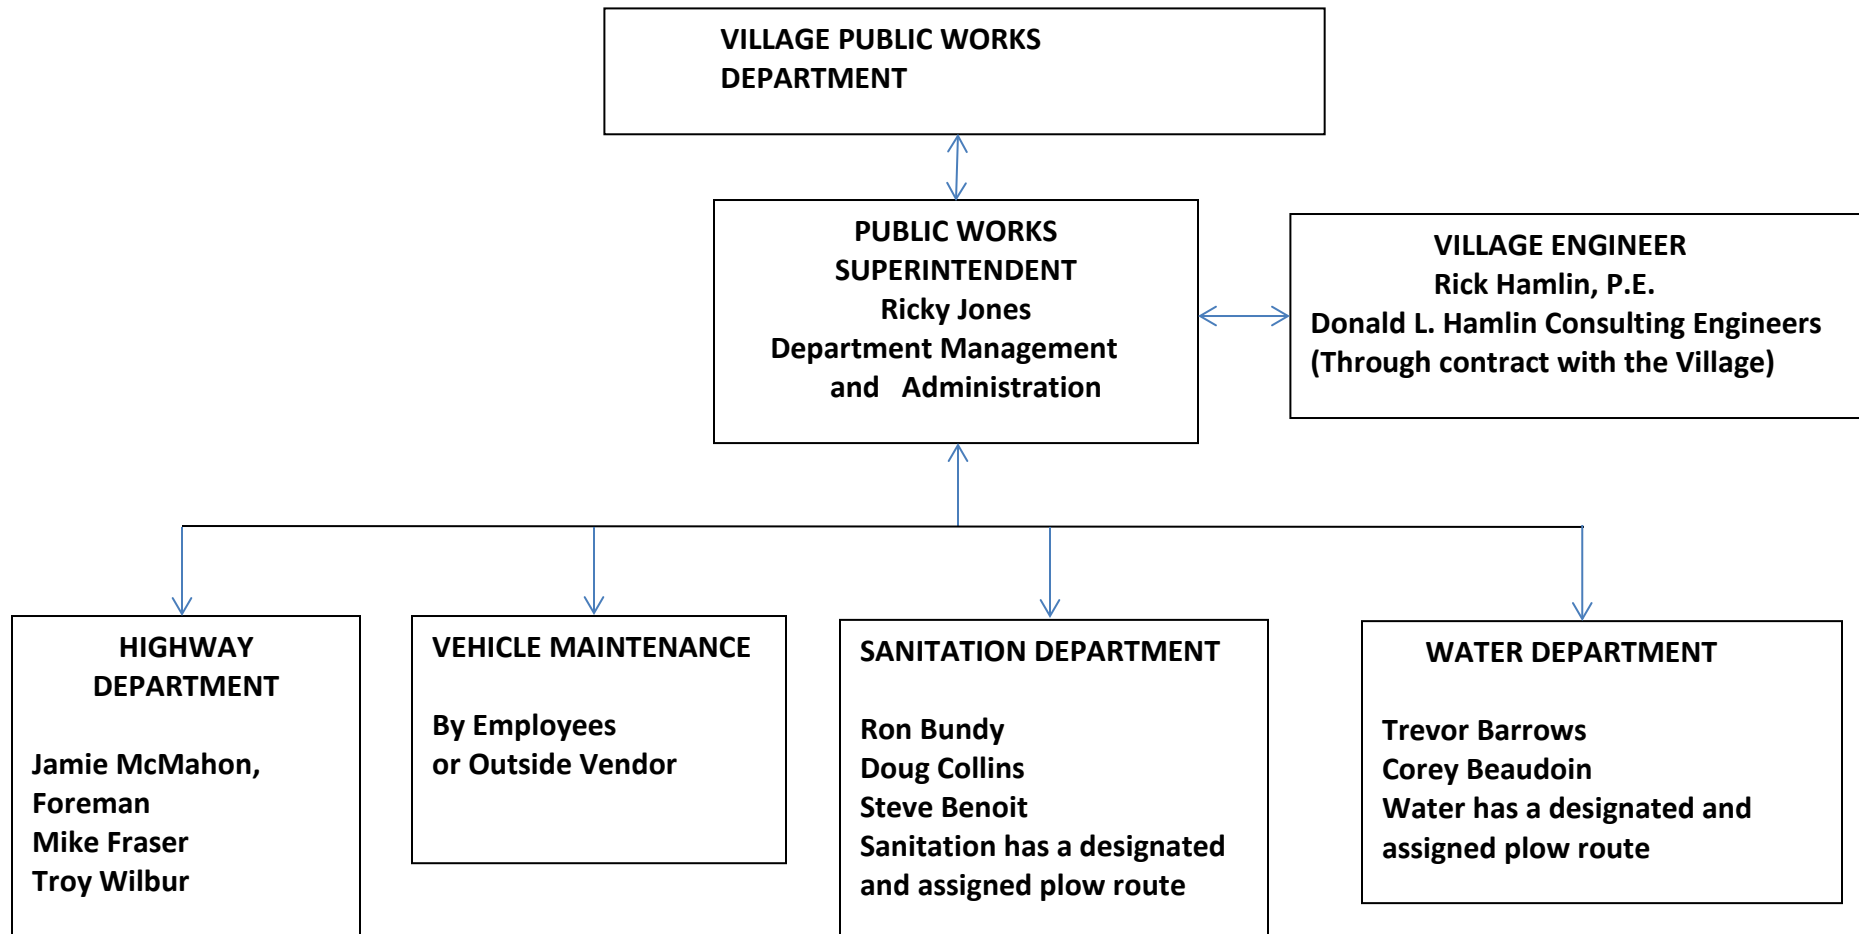 VILLAGE PUBLIC WORKS
DEPARTMENT
PUBLIC WORKS
SUPERINTENDENT
Ricky Jones
Department Management
and Administration
VILLAGE ENGINEER
Rick Hamlin, P.E.
Donald L. Hamlin Consulting Engineers
(Through contract with the Village)
HIGHWAY
DEPARTMENT
Jamie McMahon,
Foreman
Mike Fraser
Troy Wilbur
VEHICLE MAINTENANCE
By Employees
or Outside Vendor
SANITATION DEPARTMENT
Ron Bundy
Doug Collins
Steve Benoit
Sanitation has a designated
and assigned plow route
WATER DEPARTMENT
Trevor Barrows
Corey Beaudoin
Water has a designated and
assigned plow route